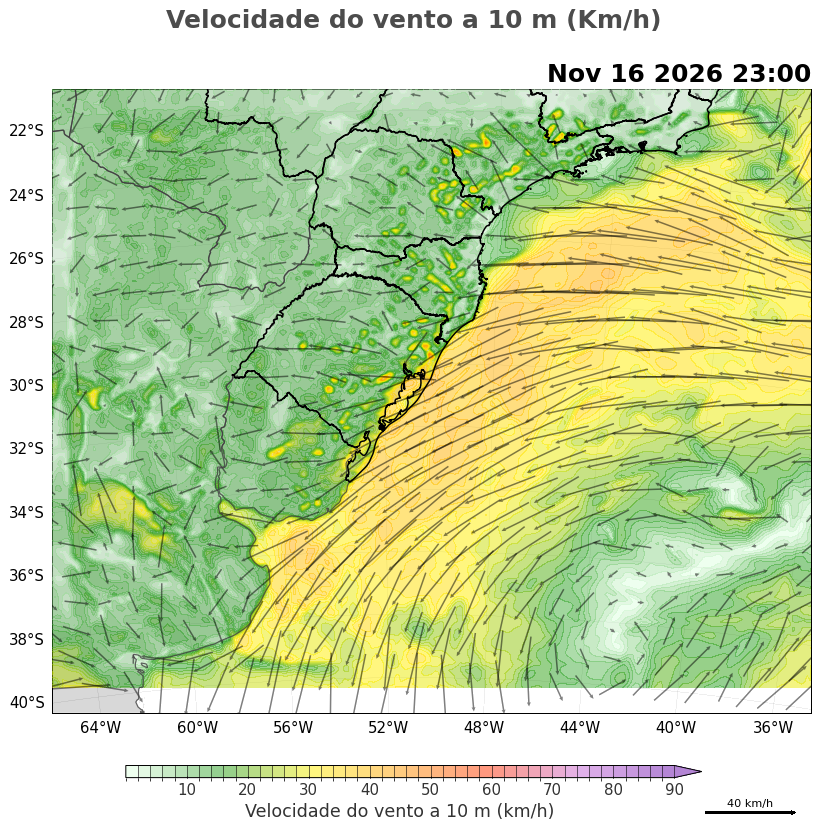 Velocidade do vento a 10 m (Km/h)
Nov 16 2026 23:00
22°S
24°S
26°S
28°S
30°S
32°S
34°S
36°S
38°S
40°S
64°W 60°W 56°W 52°W 48°W 44°W 40°W 36°W
10 20 30 40 50 60 70 80 90
Velocidade do vento a 10 m (km/h)
40 km/h